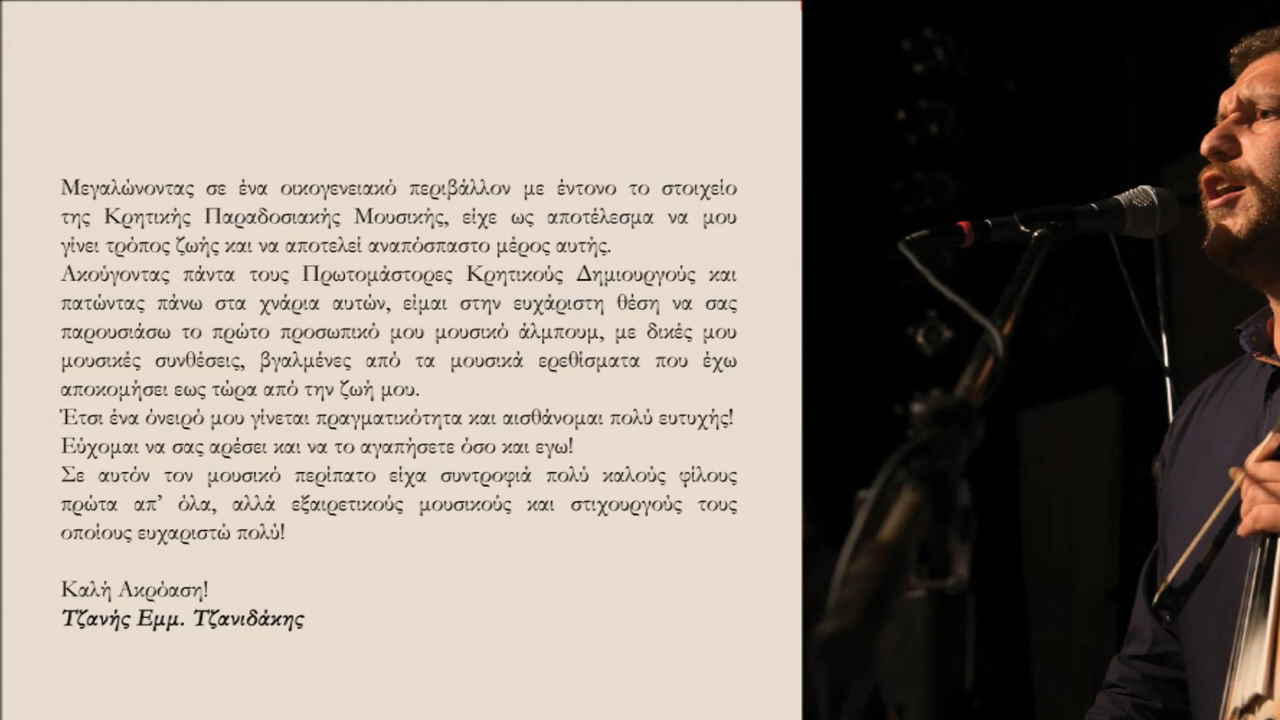 Μεγαλώνοντας σε ένα οικογενειακό περιβάλλον με έντονο το στοιχείο
της Κρητικής Παραδοσιακής Μουσικής, είχε ως αποτέλεσμα να μου
γίνει τρόπος ζωής και να αποτελεί αναπόσπαστο μέρος αυτής.
Ακούγοντας πάντα τους Πρωτομάστορες Κρητικούς Δημιουργούς και
πατώντας πάνω στα χνάρια αυτών, είμαι στην ευχάριστη θέση να σας
παρουσιάσω το πρώτο προσωπικό μου μουσικό άλμπουμ, με δικές μου
μουσικές συνθέσεις, βγαλμένες από τα μουσικά ερεθίσματα που έχω
αποκομήσει εως τώρα από την ζωή μου.
Έτσι ένα όνειρό μου γίνεται πραγματικότητα και αισθάνομαι πολύ ευτυχής!
Εύχομαι να σας αρέσει και να το αγαπήσετε όσο και εγω!
Σε αυτόν τον μουσικό περίπατο είχα συντροφιά πολύ καλούς φίλους
πρώτα απ’ όλα, αλλά εξαιρετικούς μουσικούς και στιχουργούς τους
οποίους ευχαριστώ πολύ!
Καλή Ακρόαση!
Τζανής Εμμ. Τζανιδάκης